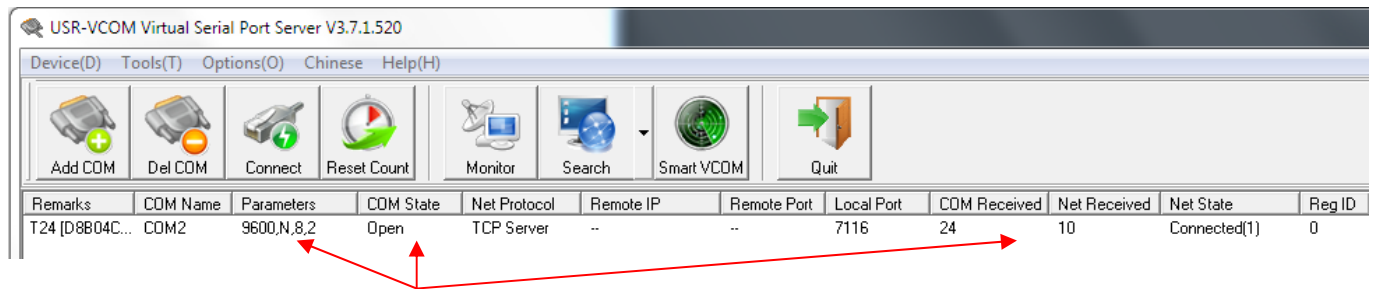 USR-VCOM Virtual Serial Port Server V3.7.1.520
Device(D) Tools(T) Options(O) Chinese Help(H)
Add COM Del COM Connect Reset Count Monitor Search Smart VCOM Quit
Remarks COM Name Parameters COM State Net Protocol Remote IP Remote Port Local Port COM Received Net Received Net State Reg ID
T24 [D8B04C... COM2 9600,N,8,2 Open TCP Server -- -- 7116 24 10 Connected(1) 0